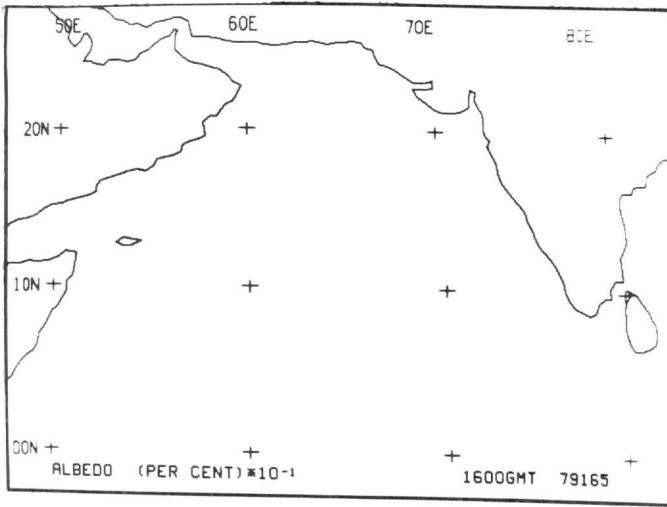 50E 60E 70E 80E
20N
10N
00N
ALBEDO (PER CENT)*10⁻¹ 1600GMT 79165